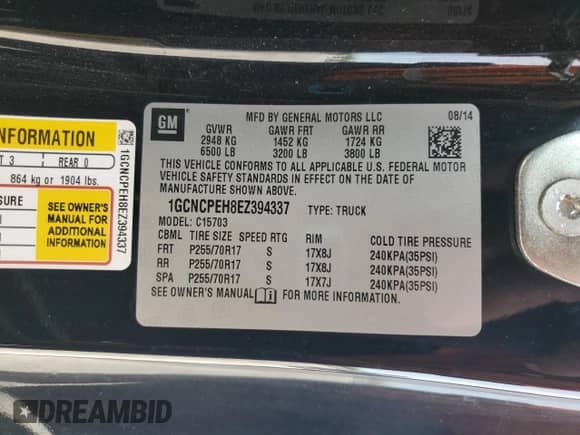 GM
MFD BY GENERAL MOTORS LLC 08/14
GVWR GAWR FRT GAWR RR
2948 KG 1452 KG 1724 KG
6500 LB 3200 LB 3800 LB
THIS VEHICLE CONFORMS TO ALL APPLICABLE U.S. FEDERAL MOTOR
VEHICLE SAFETY STANDARDS IN EFFECT ON THE DATE OF
MANUFACTURE SHOWN ABOVE.
1GCNCPEH8EZ394337 TYPE: TRUCK
MODEL: C15703
CBML TIRE SIZE SPEED RTG RIM COLD TIRE PRESSURE
FRT P255/70R17 S 17X8J 240KPA(35PSI)
RR P255/70R17 S 17X8J 240KPA(35PSI)
SPA P255/70R17 S 17X7J 240KPA(35PSI)
SEE OWNER'S MANUAL FOR MORE INFORMATION.
INFORMATION
T 3 REAR 0
864 kg or 1904 lbs.
SURE
SEE OWNER'S
MANUAL FOR
ADDITIONAL
INFORMATION
1GCNCPEH8EZ394337
DREAMBID